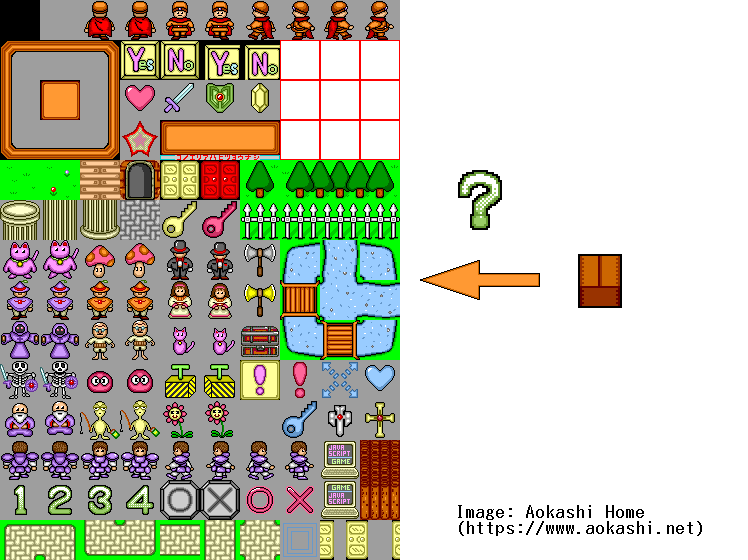 YES NO YES NO
?
! !
JAVA
SCRIPT
GAME
1 2 3 4
GAME
JAVA
SCRIPT
Image: Aokashi Home
(https://www.aokashi.net)